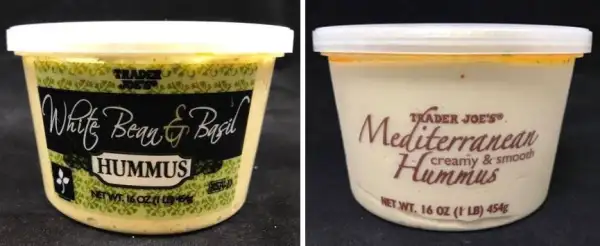 TRADER
JOE'S®
White Bean & Basil
HUMMUS
NET WT. 16 OZ (1 LB) 454g
TRADER JOE'S®
Mediterranean
creamy & smooth
Hummus
NET WT. 16 OZ (1 LB) 454g